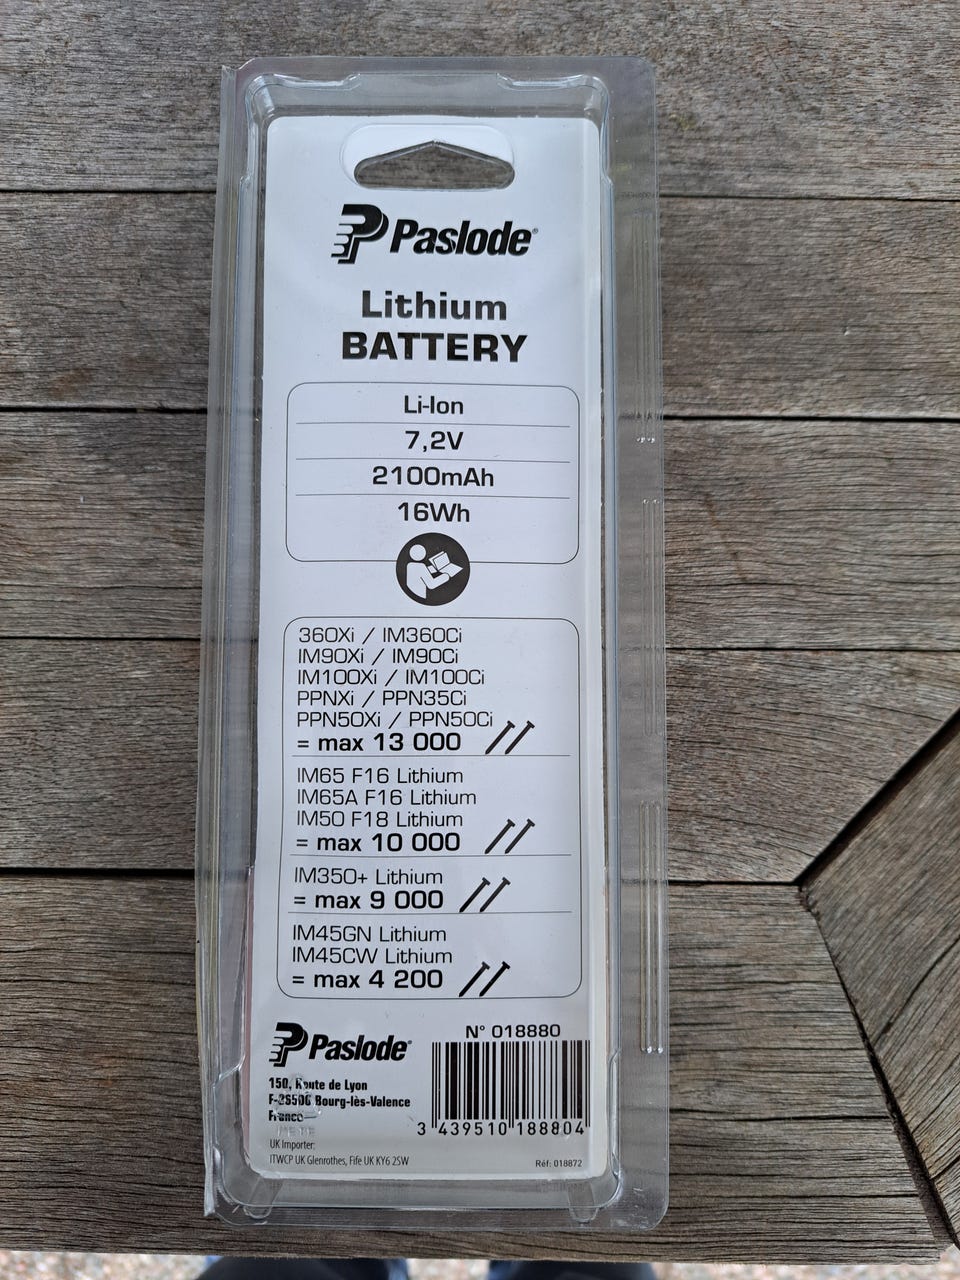 Paslode®
Lithium
BATTERY
Li-Ion
7,2V
2100mAh
16Wh
360Xi / IM360Ci
IM90Xi / IM90Ci
IM100Xi / IM100Ci
PPNXi / PPN35Ci
PPN50Xi / PPN50Ci
= max 13 000
IM65 F16 Lithium
IM65A F16 Lithium
IM50 F18 Lithium
= max 10 000
IM350+ Lithium
= max 9 000
IM45GN Lithium
IM45CW Lithium
= max 4 200
N° 018880
Paslode®
150, Route de Lyon
F-26500 Bourg-lès-Valence
France
3 439510 188804
UK Importer:
ITWCP UK Glenrothes, Fife UK KY6 2SW
Réf: 018872